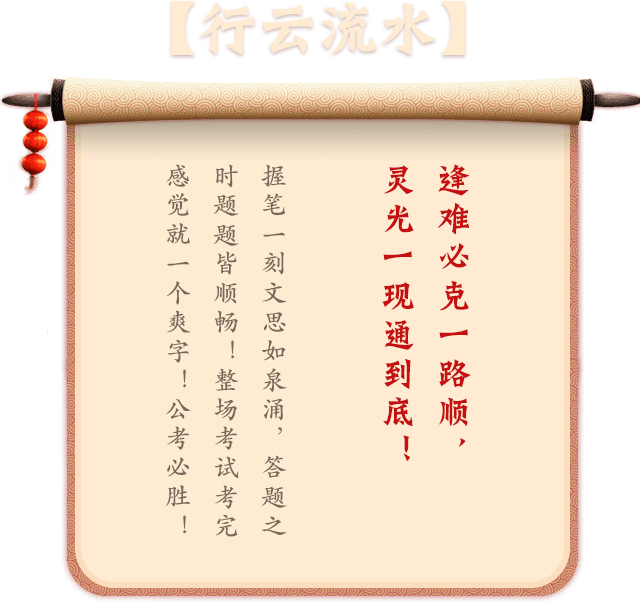 【行云流水】
逢难必克一路顺，
灵光一现通到底！
握笔一刻文思如泉涌，答题之
时题题皆顺畅！整场考试考完
感觉就一个爽字！公考必胜！